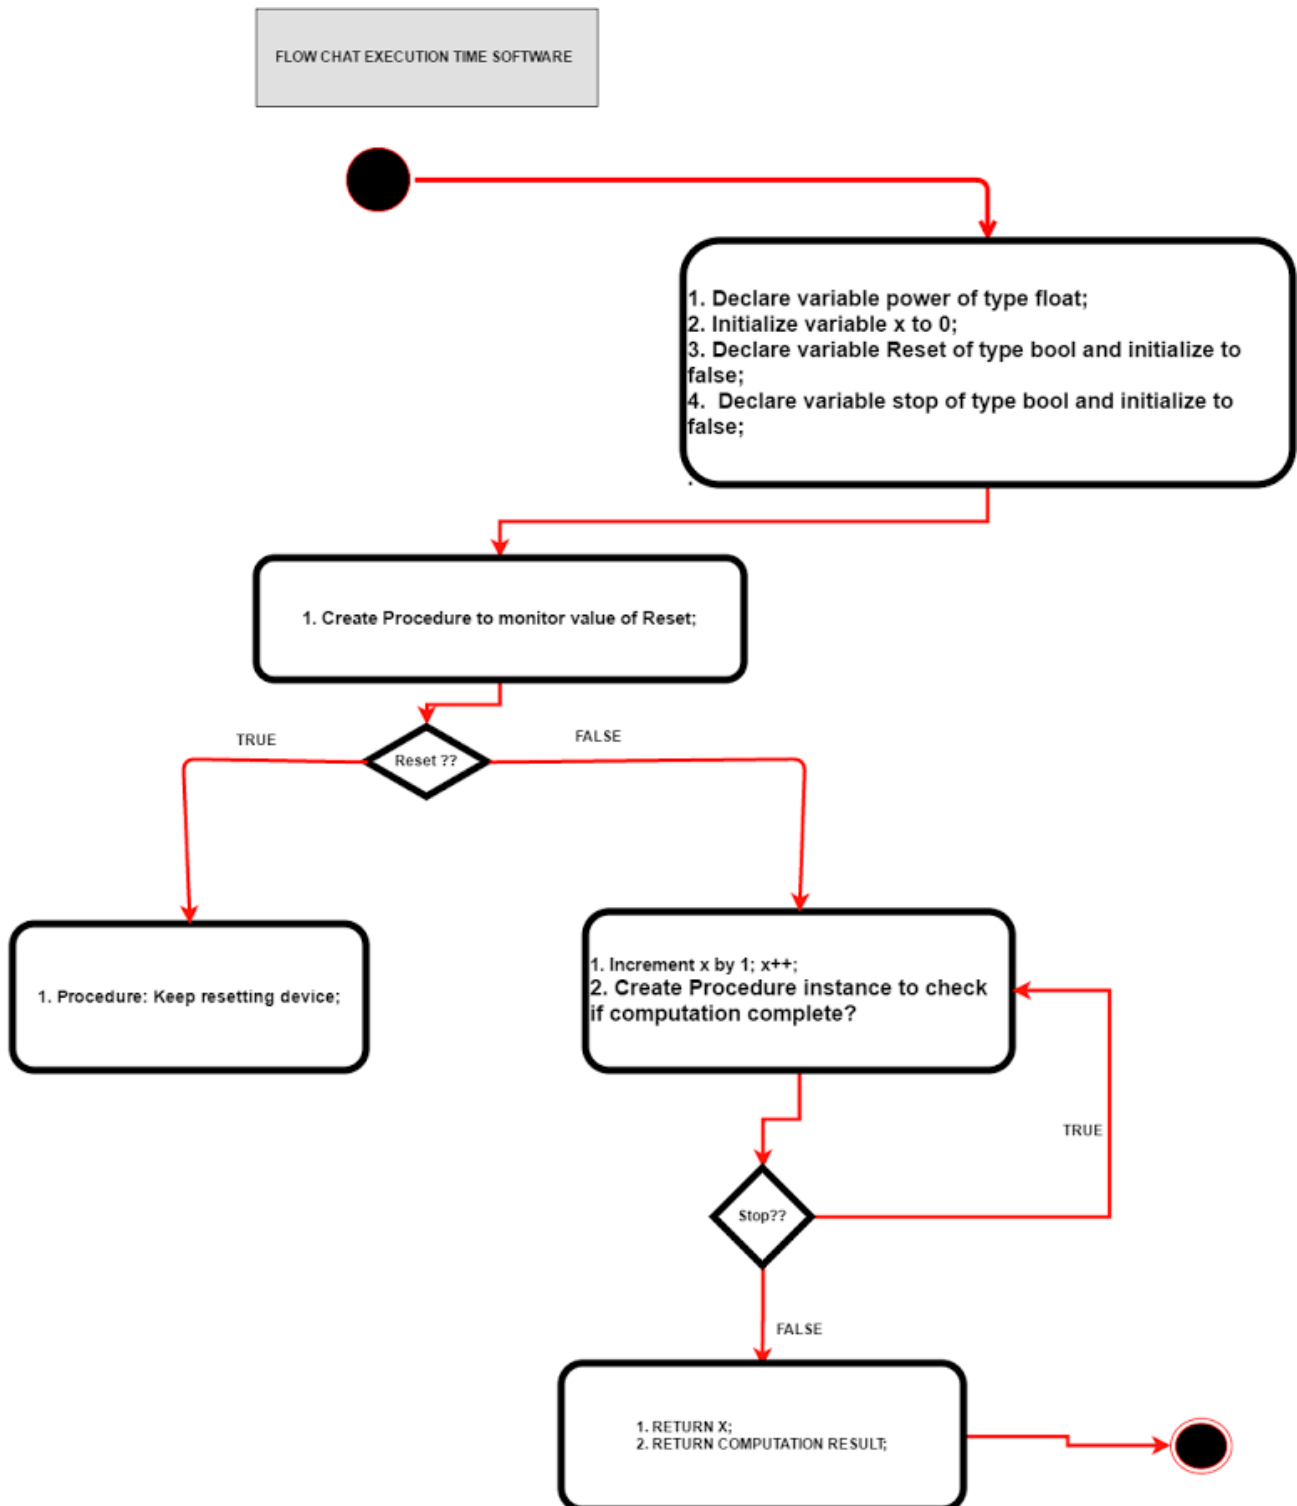 FLOW CHAT EXECUTION TIME SOFTWARE
1. Declare variable power of type float;
2. Initialize variable x to 0;
3. Declare variable Reset of type bool and initialize to
false;
4.  Declare variable stop of type bool and initialize to
false;
.
1. Create Procedure to monitor value of Reset;
TRUE
FALSE
Reset ??
1. Procedure: Keep resetting device;
1. Increment x by 1; x++;
2. Create Procedure instance to check
if computation complete?
TRUE
Stop??
FALSE
1. RETURN X;
2. RETURN COMPUTATION RESULT;